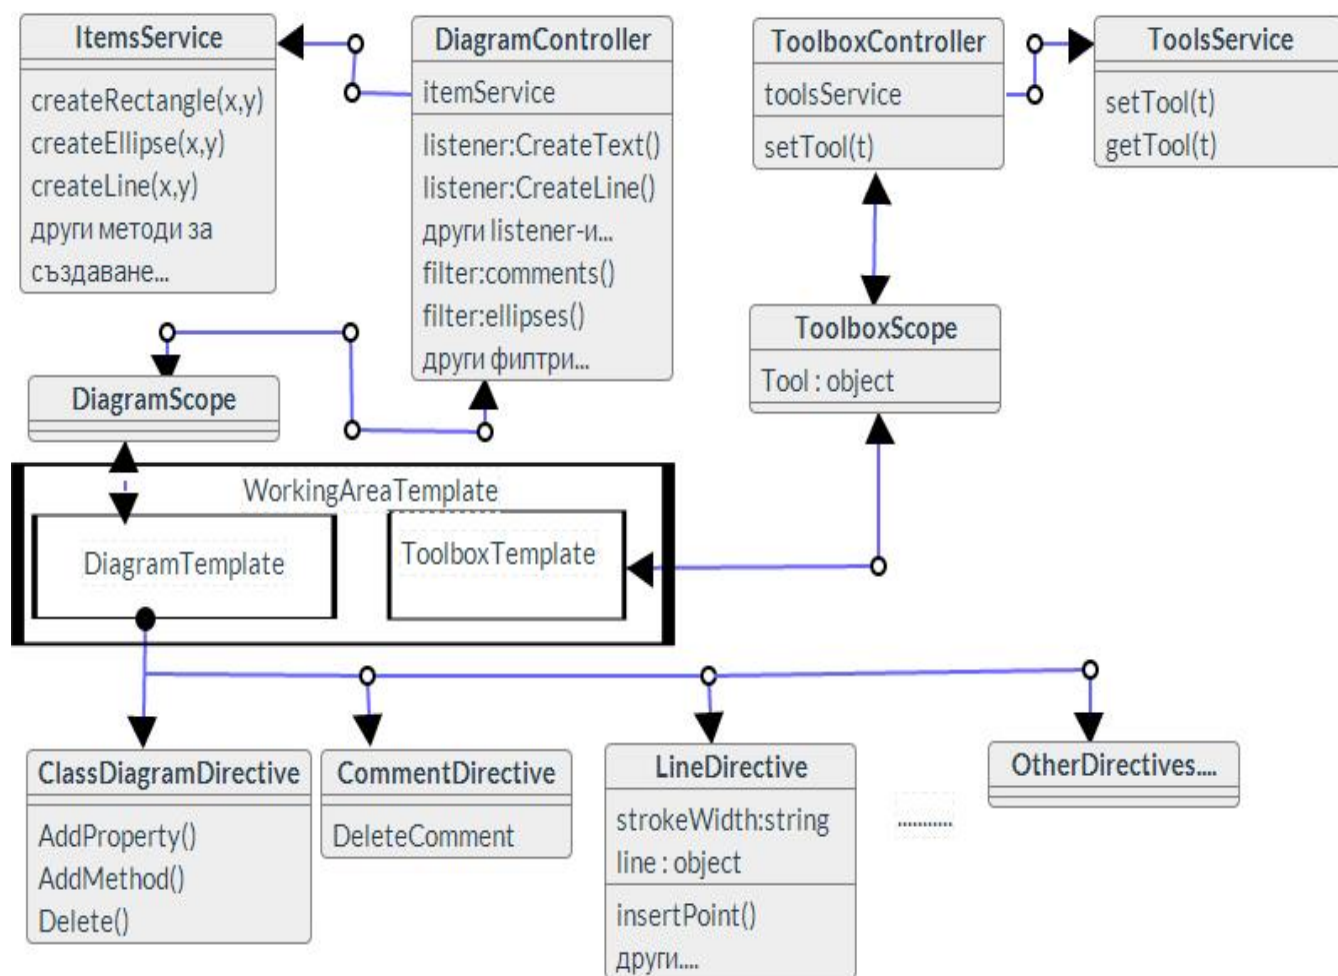 ItemsService
createRectangle(x,y)
createEllipse(x,y)
createLine(x,y)
други методи за
създаване...
DiagramController
itemService
listener:CreateText()
listener:CreateLine()
други listener-и...
filter:comments()
filter:ellipses()
други филтри...
ToolboxController
toolsService
setTool(t)
ToolsService
setTool(t)
getTool(t)
ToolboxScope
Tool : object
DiagramScope
WorkingAreaTemplate
DiagramTemplate
ToolboxTemplate
ClassDiagramDirective
AddProperty()
AddMethod()
Delete()
CommentDirective
DeleteComment
LineDirective
strokeWidth:string
line : object
insertPoint()
други....
...........
OtherDirectives....